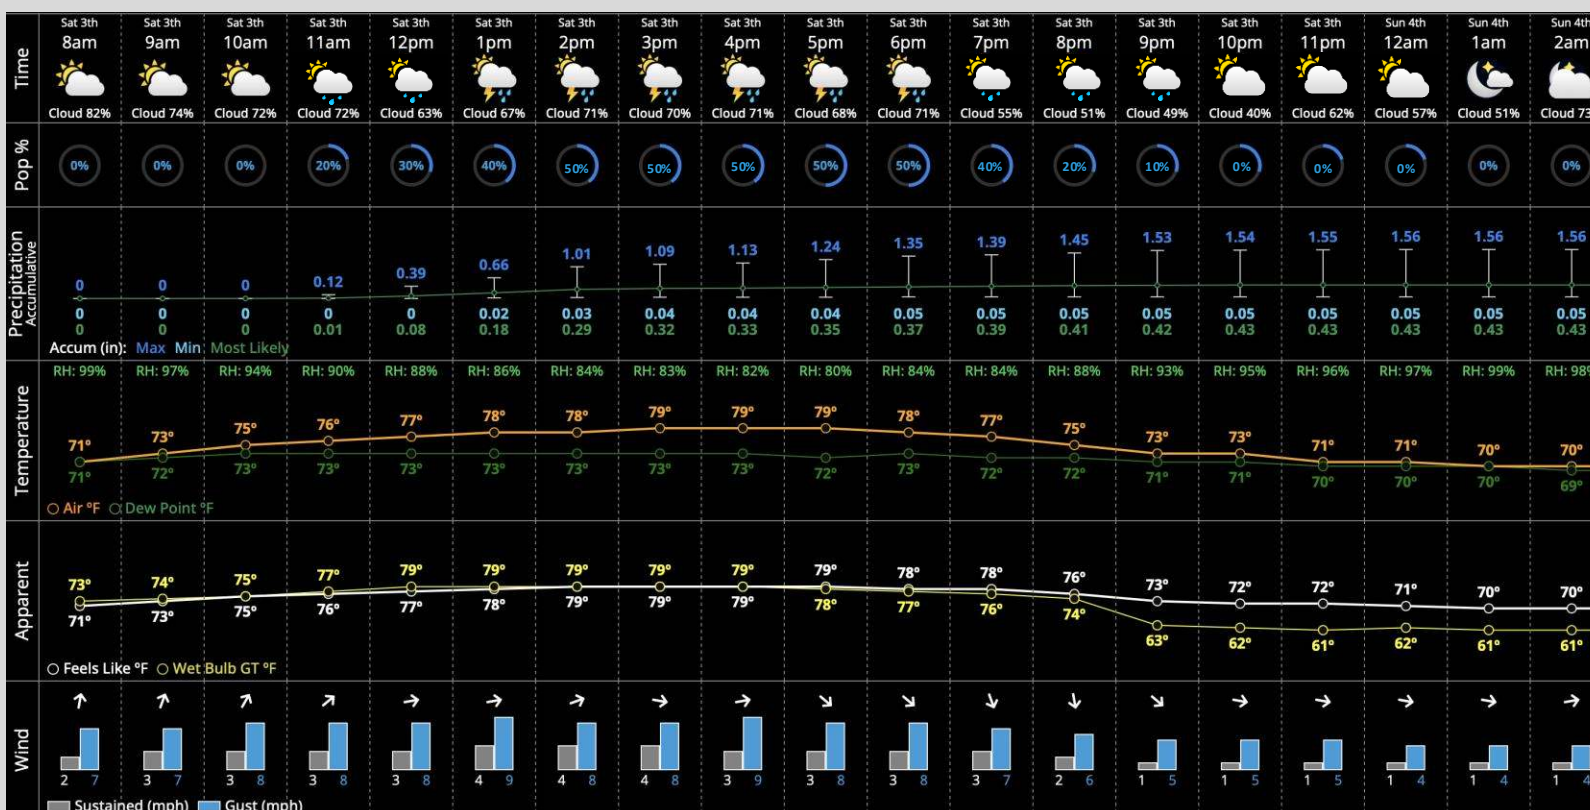 Sat 3th Sat 3th Sat 3th Sat 3th Sat 3th Sat 3th Sat 3th Sat 3th Sat 3th Sat 3th Sat 3th Sat 3th Sat 3th Sat 3th Sat 3th Sat 3th Sun 4th Sun 4th Sun 4th
Time 8am 9am 10am 11am 12pm 1pm 2pm 3pm 4pm 5pm 6pm 7pm 8pm 9pm 10pm 11pm 12am 1am 2am
Cloud 82% Cloud 74% Cloud 72% Cloud 72% Cloud 63% Cloud 67% Cloud 71% Cloud 70% Cloud 71% Cloud 68% Cloud 71% Cloud 55% Cloud 51% Cloud 49% Cloud 40% Cloud 62% Cloud 57% Cloud 51% Cloud 73
Pop % 0% 0% 0% 20% 30% 40% 50% 50% 50% 50% 50% 40% 20% 10% 0% 0% 0% 0% 0%
Precipitation
Accumulative
0 0 0 0.12 0.39 0.66 1.01 1.09 1.13 1.24 1.35 1.39 1.45 1.53 1.54 1.55 1.56 1.56 1.56
0 0 0 0 0 0.02 0.03 0.04 0.04 0.04 0.05 0.05 0.05 0.05 0.05 0.05 0.05 0.05 0.05
0 0 0 0.01 0.08 0.18 0.29 0.32 0.33 0.35 0.37 0.39 0.41 0.42 0.43 0.43 0.43 0.43 0.43
Accum (in): Max Min Most Likely
Temperature
RH: 99% RH: 97% RH: 94% RH: 90% RH: 88% RH: 86% RH: 84% RH: 83% RH: 82% RH: 80% RH: 84% RH: 84% RH: 88% RH: 93% RH: 95% RH: 96% RH: 97% RH: 99% RH: 98%
71° 73° 75° 76° 77° 78° 78° 79° 79° 79° 78° 77° 75° 73° 73° 71° 71° 70° 70°
71° 72° 73° 73° 73° 73° 73° 73° 73° 72° 73° 72° 72° 71° 71° 70° 70° 70° 69°
Air °F Dew Point °F
Apparent
73° 74° 75° 77° 79° 79° 79° 79° 79° 79° 78° 78° 76° 73° 72° 72° 71° 70° 70°
71° 73° 75° 76° 77° 78° 79° 79° 79° 78° 77° 76° 74° 63° 62° 61° 62° 61° 61°
Feels Like °F Wet Bulb GT °F
Wind
2 7 3 7 3 8 3 8 3 8 4 9 4 8 4 8 3 9 3 8 3 8 3 7 2 6 1 5 1 5 1 5 1 4 1 4 1 4
Sustained (mph) Gust (mph)